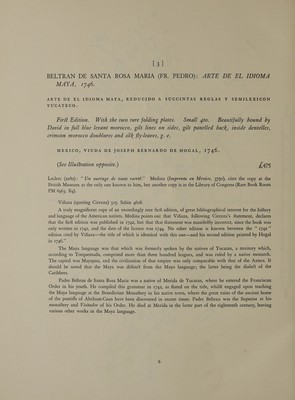 [ 3 ]
BELTRAN DE SANTA ROSA MARIA (FR. PEDRO): ARTE DE EL IDIOMA
MAYA, 1746.
ARTE DE EL IDIOMA MAYA, REDUCIDO A SUCCINTAS REGLAS Y SEMILEXICON
YUCATECO.
First Edition. With the two rare folding plates. Small 4to. Beautifully bound by
David in full blue levant morocco, gilt lines on sides, gilt panelled back, inside dentelles,
crimson morocco doublures and silk fly-leaves, g. e.
MEXICO, VIUDA DE JOSEPH BERNARDO DE HOGAL, 1746.
(See Illustration opposite.) £475
Leclerc (2280): " Un ouvrage de toute rareté." Medina (Imprenta en Mexico, 3750), cites the copy at the
British Museum as the only one known to him, but another copy is in the Library of Congress (Rare Book Room
PM 3963. B4).
Viñaza (quoting Cervera) 325. Sabin 4636.
A truly magnificent copy of an exceedingly rare first edition, of great bibliographical interest for the history
and language of the American natives. Medina points out that Viñaza, following Civezza's statement, declares
that the first edition was published in 1742, but that that statement was manifestly incorrect, since the book was
only written in 1742, and the date of the licence was 1744. No other edition is known between the " 1742 "
edition cited by Viñaza—the title of which is identical with this one—and his second edition printed by Hogal
in 1746."
The Maya language was that which was formerly spoken by the natives of Yucatan, a territory which,
according to Torquemada, comprised more than three hundred leagues, and was ruled by a native monarch.
The capital was Mayapan, and the civilization of that empire was only comparable with that of the Aztecs. It
should be noted that the Maya was distinct from the Maya language; the latter being the dialect of the
Caribbees.
Padre Beltran de Santa Rosa Maria was a native of Merida de Yucatan, where he entered the Franciscan
Order in his youth. He compiled this grammar in 1742, as stated on the title, whilst engaged upon teaching
the Maya language at the Benedictine Monastery in his native town, where the great ruins of the ancient home
of the pontiffs of Ahchum-Caan have been discovered in recent times. Padre Beltran was the Superior at his
monastery and Visitador of his Order. He died at Merida in the latter part of the eighteenth century, leaving
various other works in the Maya language.